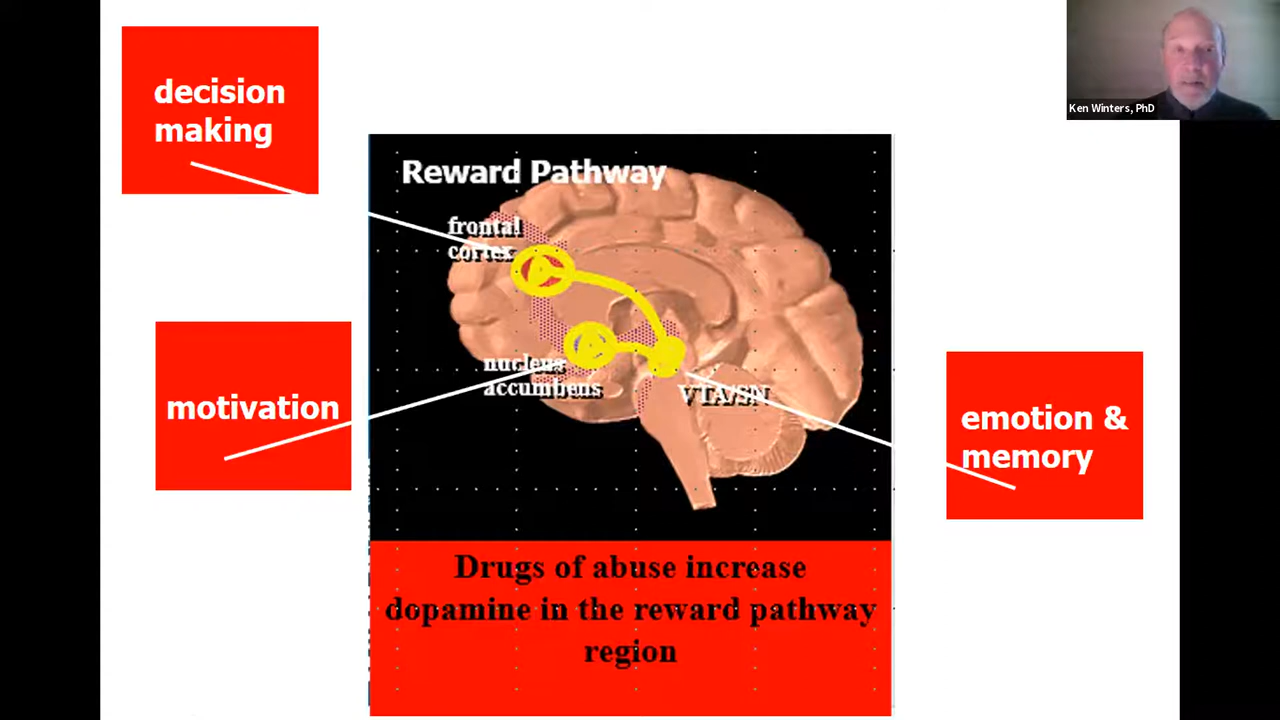 decision
making
Ken Winters, PhD
Reward Pathway
frontal
cortex
nucleus
accumbens
VTA/SN
motivation
emotion &
memory
Drugs of abuse increase
dopamine in the reward pathway
region